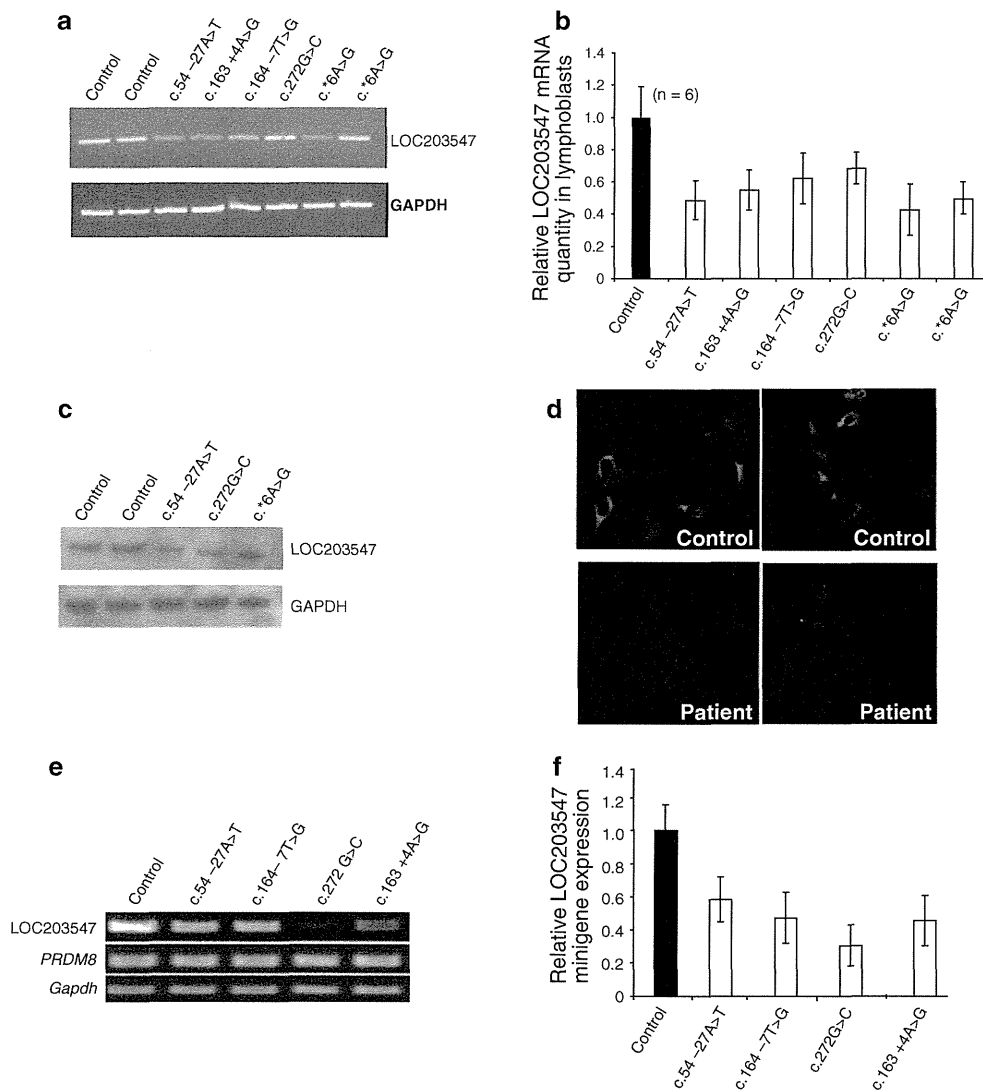 a
Control
Control
c.54 –27A>T
c.163 +4A>G
c.164 –7T>G
c.272G>C
c.*6A>G
c.*6A>G
LOC203547
GAPDH
b
Relative LOC203547 mRNA
quantity in lymphoblasts
1.4
1.2
1.0
0.8
0.6
0.4
0.2
0
(n = 6)
Control
c.54 –27A>T
c.163 +4A>G
c.164 –7T>G
c.272G>C
c.*6A>G
c.*6A>G
c
Control
Control
c.54 –27A>T
c.272G>C
c.*6A>G
LOC203547
GAPDH
d
Control
Control
Patient
Patient
e
Control
c.54 –27A>T
c.164– 7T>G
c.272 G>C
c.163 +4A>G
LOC203547
PRDM8
Gapdh
f
Relative LOC203547
minigene expression
1.4
1.2
1.0
0.8
0.6
0.4
0.2
0
Control
c.54 –27A>T
c.164 –7T>G
c.272G>C
c.163 +4A>G